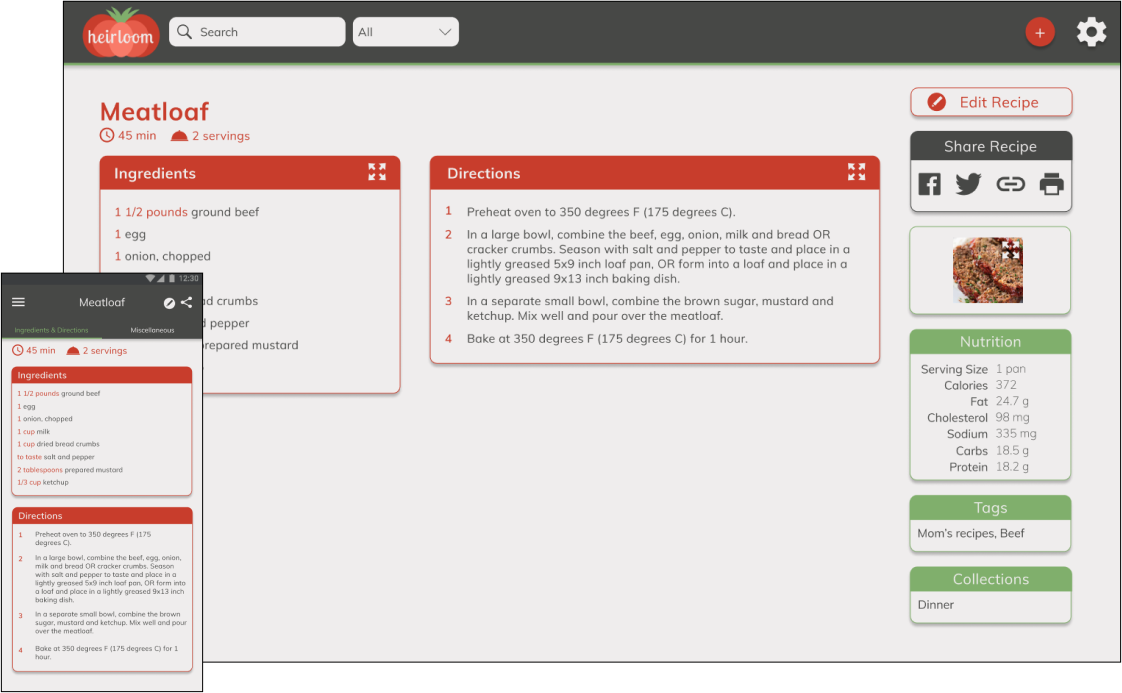 heirloom
Search
All
+
Meatloaf
45 min 2 servings
Ingredients
1 1/2 pounds ground beef
1 egg
1 onion, chopped
ad crumbs
d pepper
prepared mustard
Directions
1 Preheat oven to 350 degrees F (175 degrees C).
2 In a large bowl, combine the beef, egg, onion, milk and bread OR
cracker crumbs. Season with salt and pepper to taste and place in a
lightly greased 5x9 inch loaf pan, OR form into a loaf and place in a
lightly greased 9x13 inch baking dish.
3 In a separate small bowl, combine the brown sugar, mustard and
ketchup. Mix well and pour over the meatloaf.
4 Bake at 350 degrees F (175 degrees C) for 1 hour.
Edit Recipe
Share Recipe
Nutrition
Serving Size 1 pan
Calories 372
Fat 24.7 g
Cholesterol 98 mg
Sodium 335 mg
Carbs 18.5 g
Protein 18.2 g
Tags
Mom's recipes, Beef
Collections
Dinner
12:30
Meatloaf
Ingredients & Directions Miscellaneous
45 min 2 servings
Ingredients
1 1/2 pounds ground beef
1 egg
1 onion, chopped
1 cup milk
1 cup dried bread crumbs
to taste salt and pepper
2 tablespoons prepared mustard
1/3 cup ketchup
Directions
1 Preheat oven to 350 degrees F (175
degrees C).
2 In a large bowl, combine the beef, egg, onion,
milk and bread OR cracker crumbs. Season
with salt and pepper to taste and place in a
lightly greased 5x9 inch loaf pan, OR form into
a loaf and place in a lightly greased 9x13 inch
baking dish.
3 In a separate small bowl, combine the brown
sugar, mustard and ketchup. Mix well and pour
over the meatloaf.
4 Bake at 350 degrees F (175 degrees C) for 1
hour.